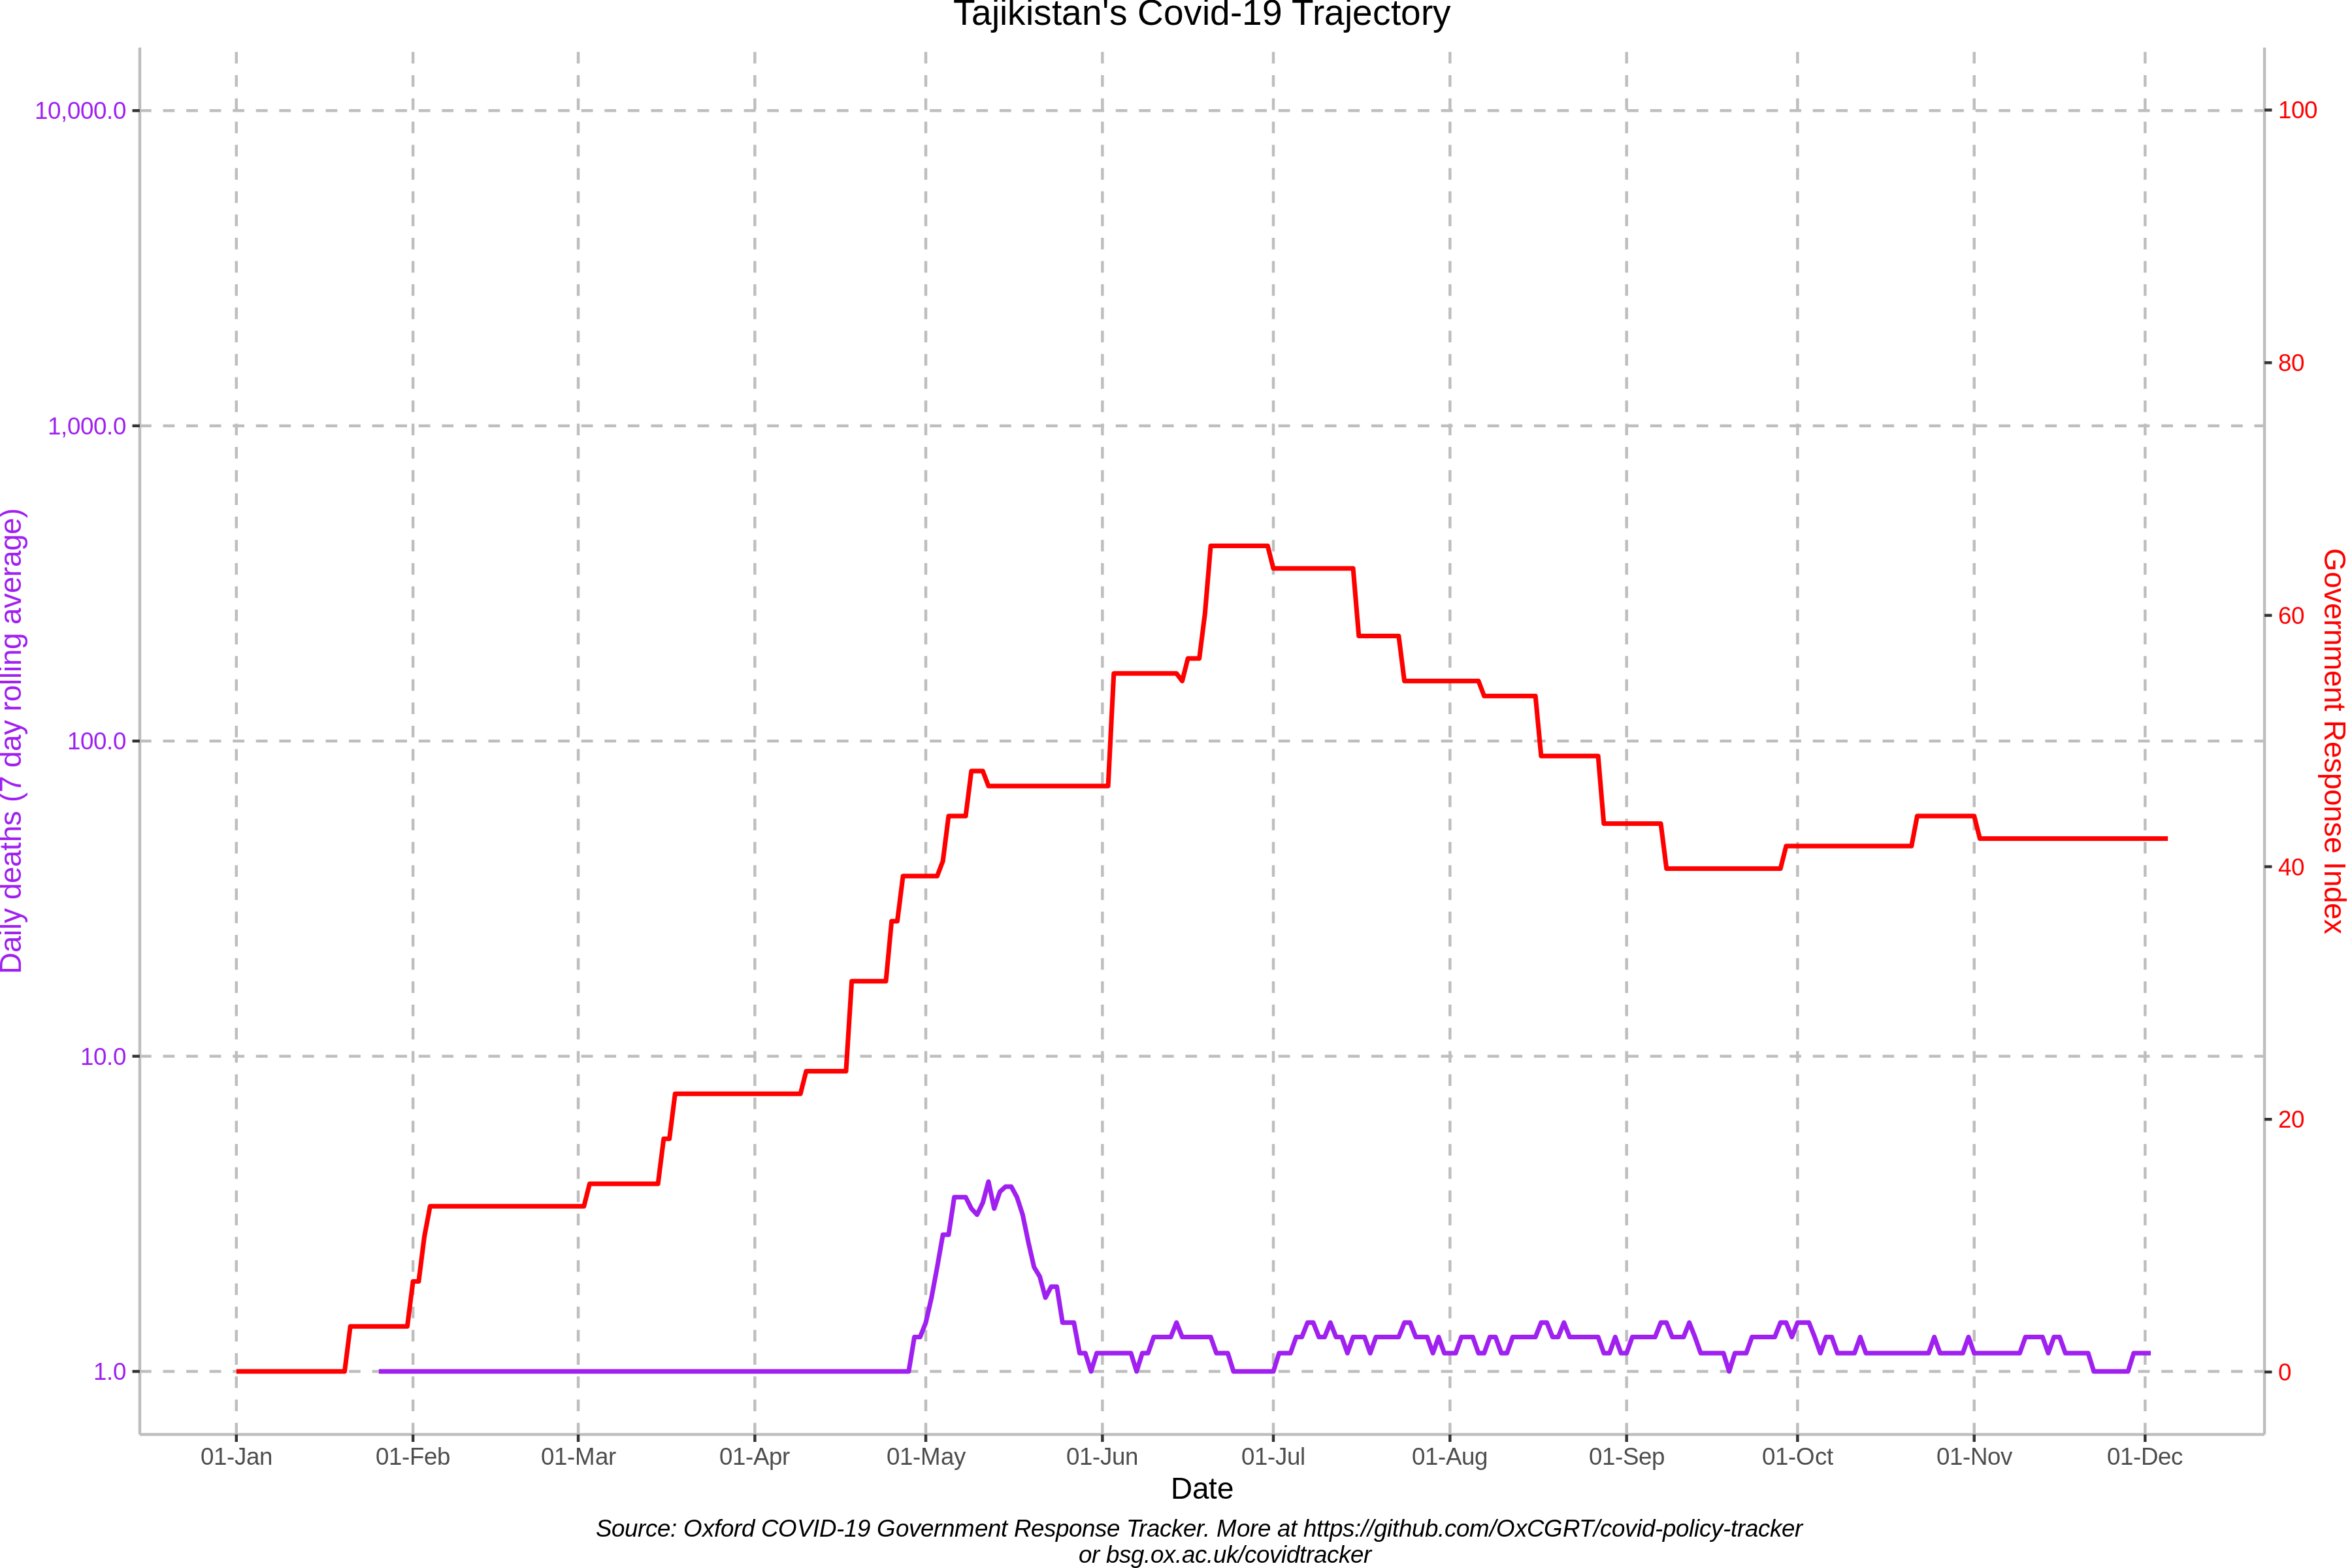 Tajikistan's Covid-19 Trajectory
10,000.0
1,000.0
100.0
10.0
1.0
Daily deaths (7 day rolling average)
100
80
60
40
20
0
Government Response Index
01-Jan 01-Feb 01-Mar 01-Apr 01-May 01-Jun 01-Jul 01-Aug 01-Sep 01-Oct 01-Nov 01-Dec
Date
Source: Oxford COVID-19 Government Response Tracker. More at https://github.com/OxCGRT/covid-policy-tracker
or bsg.ox.ac.uk/covidtracker